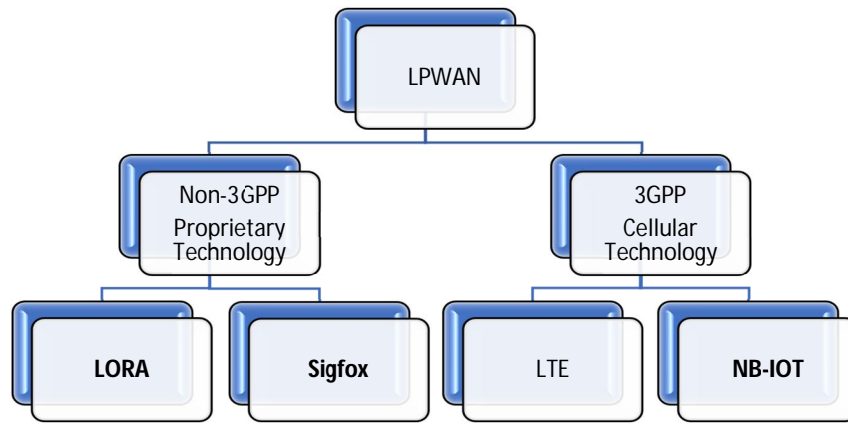 LPWAN
Non-3GPP
Proprietary
Technology
3GPP
Cellular
Technology
LORA
Sigfox
LTE
NB-IOT